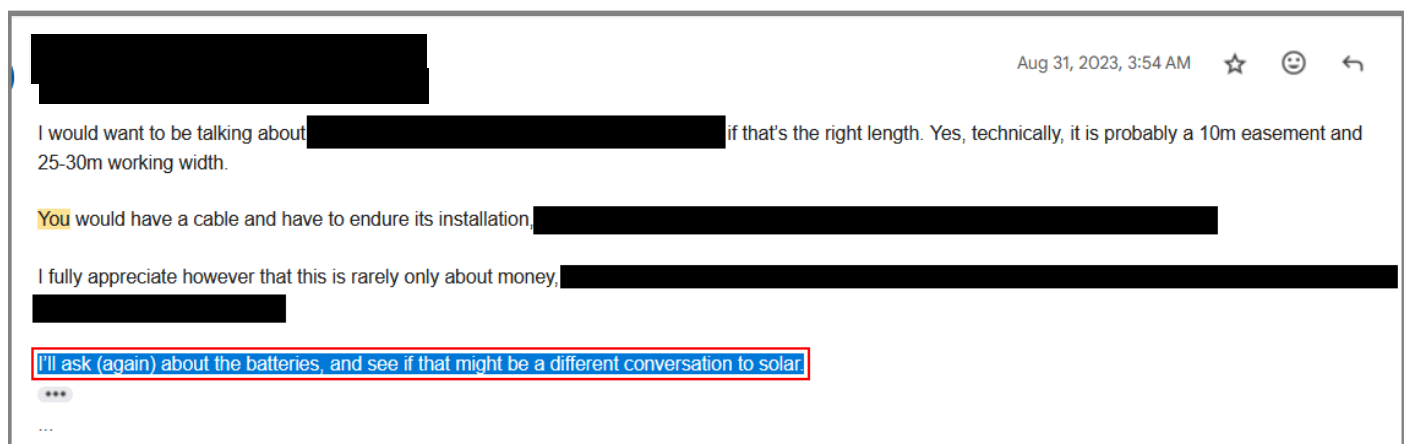 Aug 31, 2023, 3:54 AM
I would want to be talking about if that's the right length. Yes, technically, it is probably a 10m easement and
25-30m working width.
You would have a cable and have to endure its installation,
I fully appreciate however that this is rarely only about money,
I'll ask (again) about the batteries, and see if that might be a different conversation to solar.
...